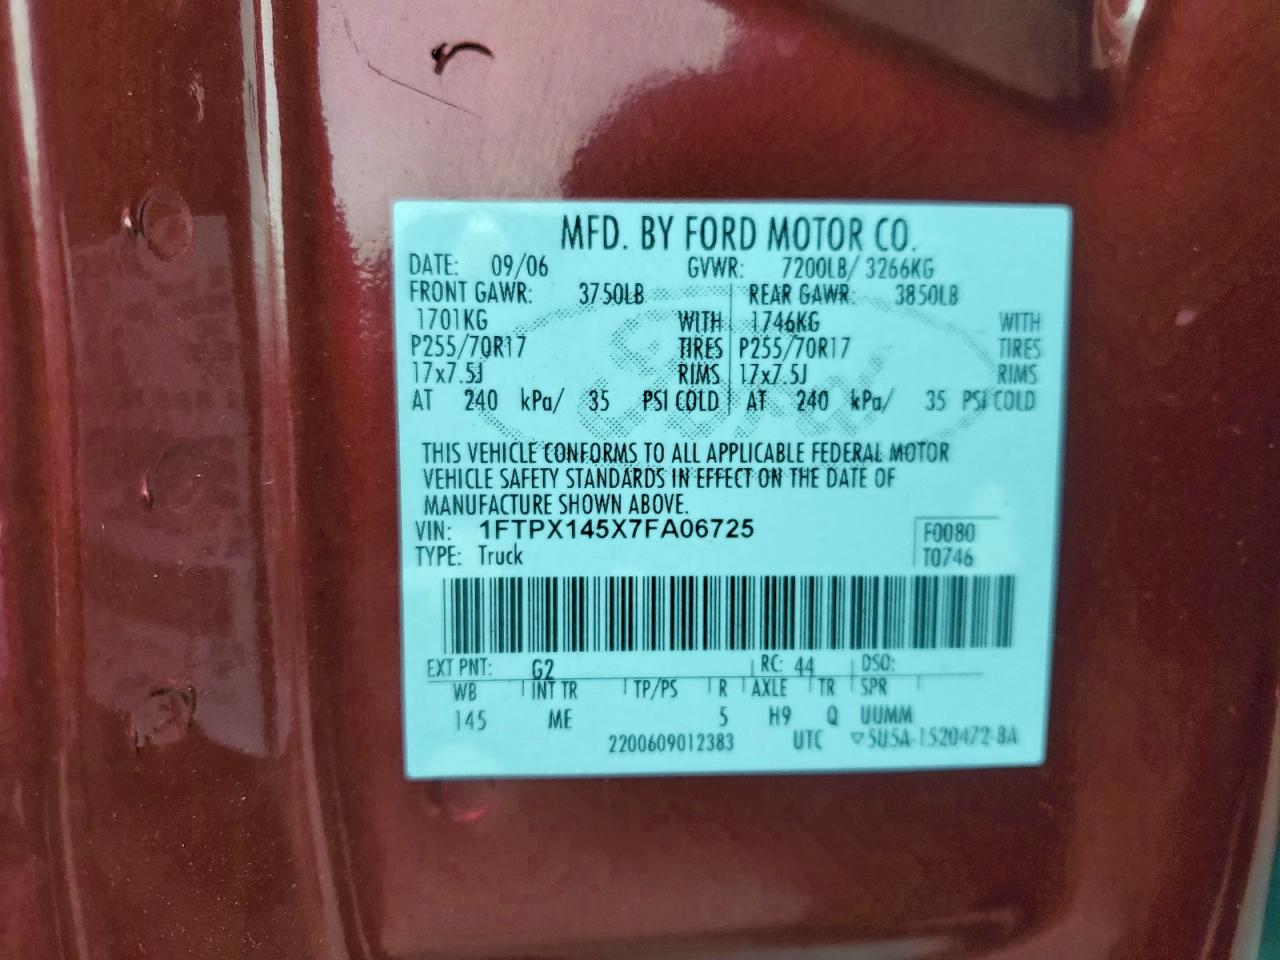 MFD. BY FORD MOTOR CO.
DATE: 09/06 GVWR: 7200LB/ 3266KG
FRONT GAWR: 3750LB REAR GAWR: 3850LB
1701KG WITH 1746KG WITH
P255/70R17 TIRES P255/70R17 TIRES
17x7.5J RIMS 17x7.5J RIMS
AT 240 kPa/ 35 PSI COLD AT 240 kPa/ 35 PSI COLD
THIS VEHICLE CONFORMS TO ALL APPLICABLE FEDERAL MOTOR
VEHICLE SAFETY STANDARDS IN EFFECT ON THE DATE OF
MANUFACTURE SHOWN ABOVE.
VIN: 1FTPX145X7FA06725 F0080
TYPE: Truck T0746
EXT PNT: G2 RC: 44 DSO:
WB INT TR TP/PS R AXLE TR SPR
145 ME 5 H9 Q UUMM
2200609012383 UTC ▽5U5A-1520472-BA